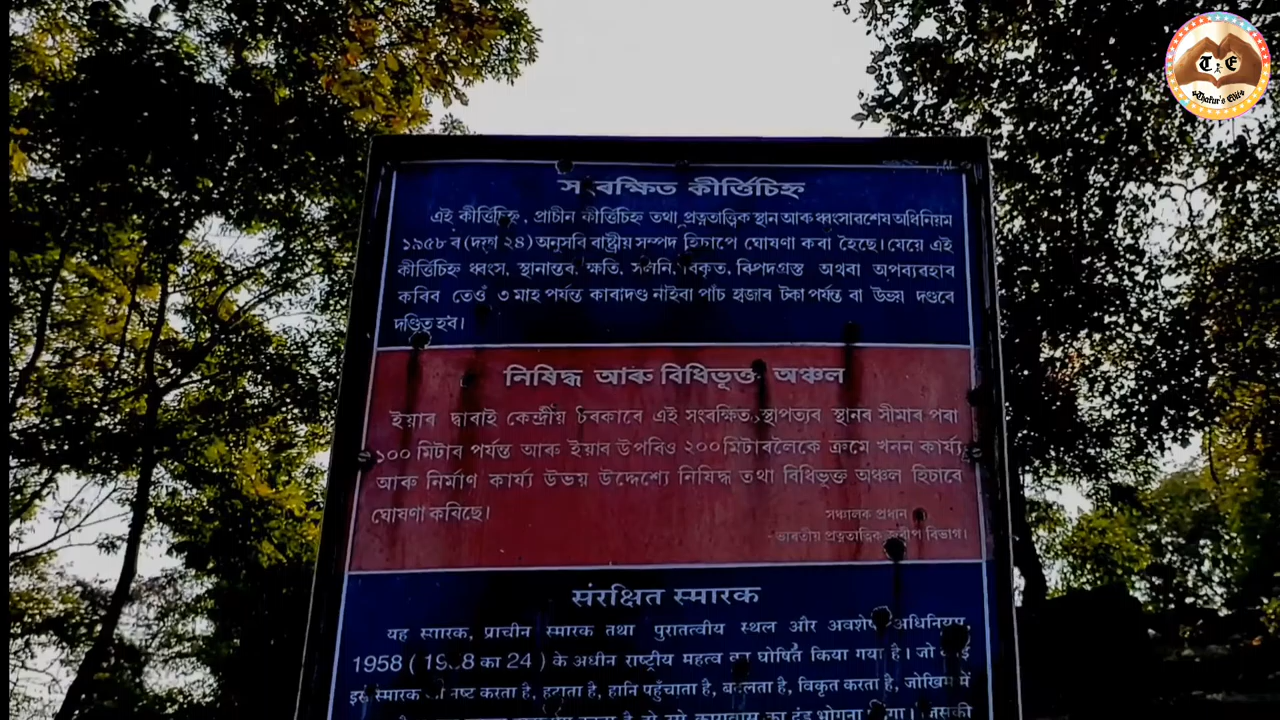 T E
Thakur's Edit
সংৰক্ষিত কীৰ্ত্তিচিহ্ন
এই কীৰ্ত্তিচিহ্ন, প্ৰাচীন কীৰ্ত্তিচিহ্ন তথা প্ৰত্নতাত্ত্বিক স্থান আৰু ধ্বংসাৱশেষ অধিনিয়ম
১৯৫৮ ৰ (দফা ২৪) অনুসৰি ৰাষ্ট্ৰীয় সম্পদ হিচাপে ঘোষণা কৰা হৈছে। যেয়ে এই
কীৰ্ত্তিচিহ্ন ধ্বংস, স্থানান্তৰ, ক্ষতি, সলনি, বিকৃত, বিপদগ্ৰস্ত অথবা অপব্যৱহাৰ
কৰিব তেওঁ ৩ মাহ পৰ্যন্ত কাৰাদণ্ড নাইবা পাঁচ হাজাৰ টকা পৰ্যন্ত বা উভয় দণ্ডৰে
দণ্ডিত হব।
নিষিদ্ধ আৰু বিধিভূক্ত অঞ্চল
ইয়াৰ দ্বাৰাই কেন্দ্ৰীয় চৰকাৰে এই সংৰক্ষিত স্থাপত্যৰ স্থানৰ সীমাৰ পৰা
১০০ মিটাৰ পৰ্যন্ত আৰু ইয়াৰ উপৰিও ২০০ মিটাৰলৈকে ক্ৰমে খনন কাৰ্য্য
আৰু নিৰ্মাণ কাৰ্য্য উভয় উদ্দেশ্যে নিষিদ্ধ তথা বিধিভূক্ত অঞ্চল হিচাবে
ঘোষণা কৰিছে।
সঞ্চালক প্ৰধান
ভাৰতীয় প্ৰত্নতাত্ত্বিক জৰীপ বিভাগ।
संरक्षित स्मारक
यह स्मारक, प्राचीन स्मारक तथा पुरातत्वीय स्थल और अवशेष अधिनियम,
1958 ( 1958 का 24 ) के अधीन राष्ट्रीय महत्व का घोषित किया गया है। जो कोई
इस स्मारक को नष्ट करता है, हटाता है, हानि पहुँचाता है, बदलता है, विकृत करता है, जोखिम में